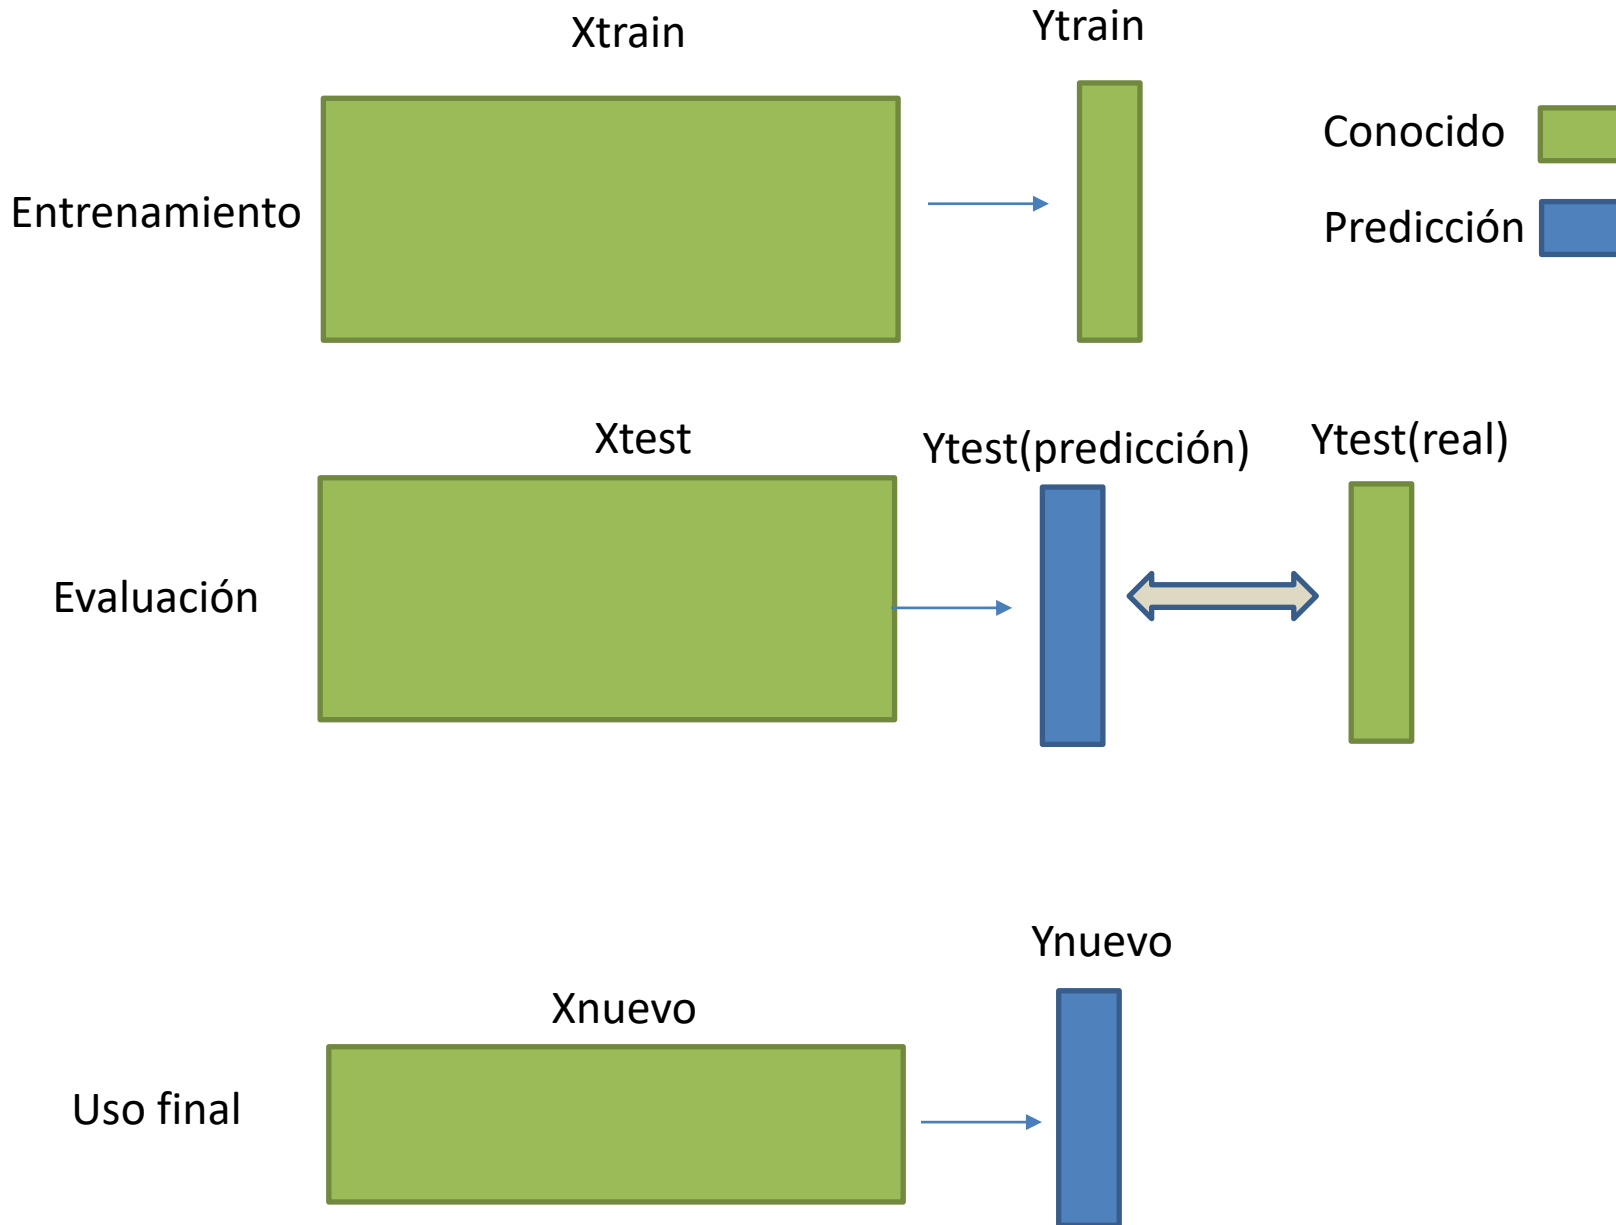 Xtrain
Ytrain
Conocido
Entrenamiento
Predicción
Xtest
Ytest(predicción)
Ytest(real)
Evaluación
Ynuevo
Xnuevo
Uso final